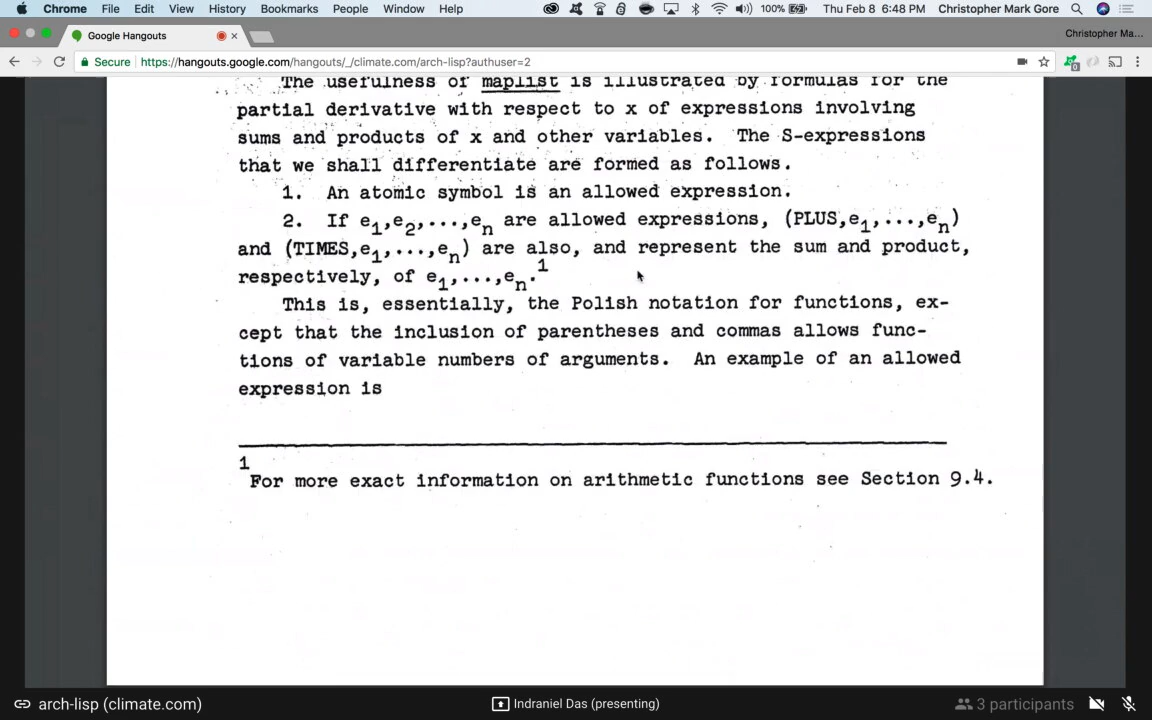 Chrome File Edit View History Bookmarks People Window Help 100% Thu Feb 8 6:48 PM Christopher Mark Gore
Google Hangouts Christopher Ma...
Secure https://hangouts.google.com/hangouts/_/climate.com/arch-lisp?authuser=2
The usefulness of maplist is illustrated by formulas for the
partial derivative with respect to x of expressions involving
sums and products of x and other variables. The S-expressions
that we shall differentiate are formed as follows.
1. An atomic symbol is an allowed expression.
2. If e1,e2,...,en are allowed expressions, (PLUS,e1,...,en)
and (TIMES,e1,...,en) are also, and represent the sum and product,
respectively, of e1,...,en.1
This is, essentially, the Polish notation for functions, ex-
cept that the inclusion of parentheses and commas allows func-
tions of variable numbers of arguments. An example of an allowed
expression is
1
For more exact information on arithmetic functions see Section 9.4.
arch-lisp (climate.com) Indraniel Das (presenting) 3 participants